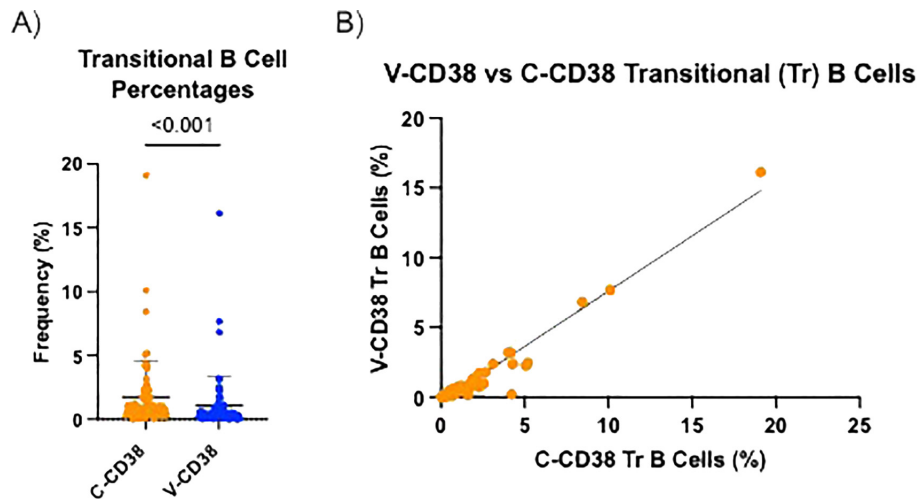 A)
Transitional B Cell
Percentages
<0.001
20
15
10
5
0
Frequency (%)
C-CD38
V-CD38
B)
V-CD38 vs C-CD38 Transitional (Tr) B Cells
20
15
10
5
0
V-CD38 Tr B Cells (%)
0 5 10 15 20 25
C-CD38 Tr B Cells (%)